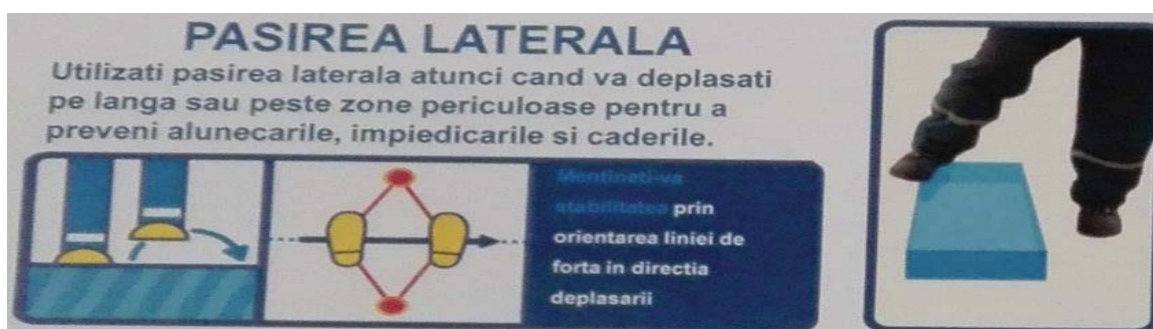 PASIREA LATERALA
Utilizati pasirea laterala atunci cand va deplasati
pe langa sau peste zone periculoase pentru a
preveni alunecarile, impiedicarile si caderile.
Mentineti-va
stabilitatea prin
orientarea liniei de
forta in directia
deplasarii